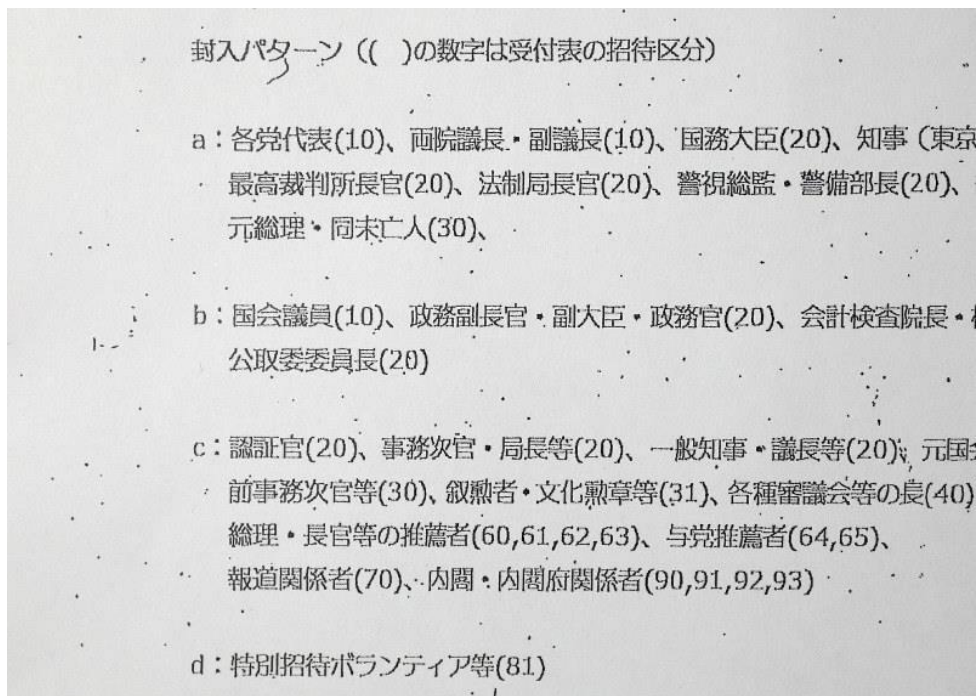 封入パターン（( )の数字は受付表の招待区分）
a：各党代表(10)、両院議長・副議長(10)、国務大臣(20)、知事（東京
最高裁判所長官(20)、法制局長官(20)、警視総監・警備部長(20)、
元総理・同未亡人(30)、
b：国会議員(10)、政務副長官・副大臣・政務官(20)、会計検査院長・
公取委委員長(20)
c：認証官(20)、事務次官・局長等(20)、一般知事・議長等(20)、元国
前事務次官等(30)、叙勲者・文化勲章等(31)、各種審議会等の長(40)
総理・長官等の推薦者(60,61,62,63)、与党推薦者(64,65)、
報道関係者(70)、内閣・内閣府関係者(90,91,92,93)
d：特別招待ボランティア等(81)